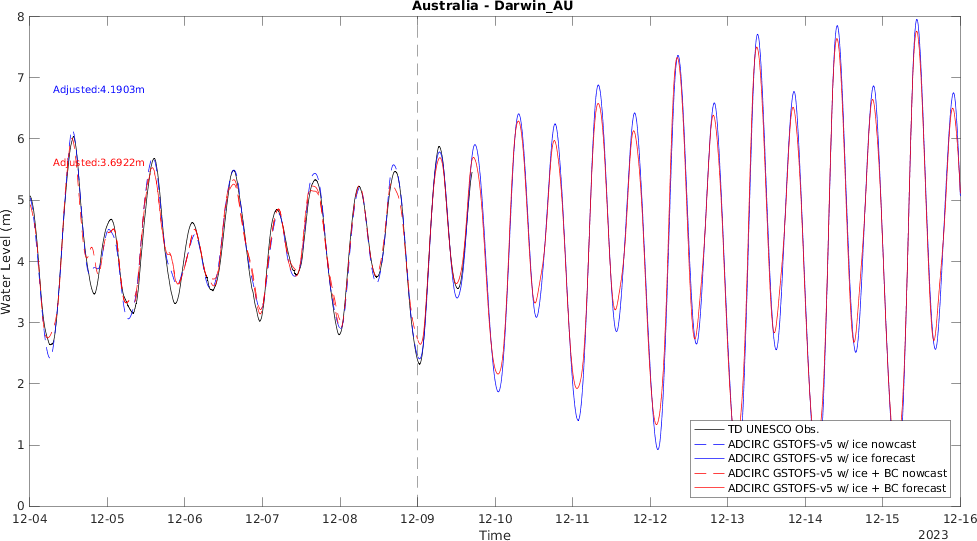 Australia - Darwin_AU
8
7
6
5
4
3
2
1
0
Water Level (m)
Adjusted:4.1903m
Adjusted:3.6922m
TD UNESCO Obs.
ADCIRC GSTOFS-v5 w/ ice nowcast
ADCIRC GSTOFS-v5 w/ ice forecast
ADCIRC GSTOFS-v5 w/ ice + BC nowcast
ADCIRC GSTOFS-v5 w/ ice + BC forecast
12-04 12-05 12-06 12-07 12-08 12-09 12-10 12-11 12-12 12-13 12-14 12-15 12-16
Time
2023